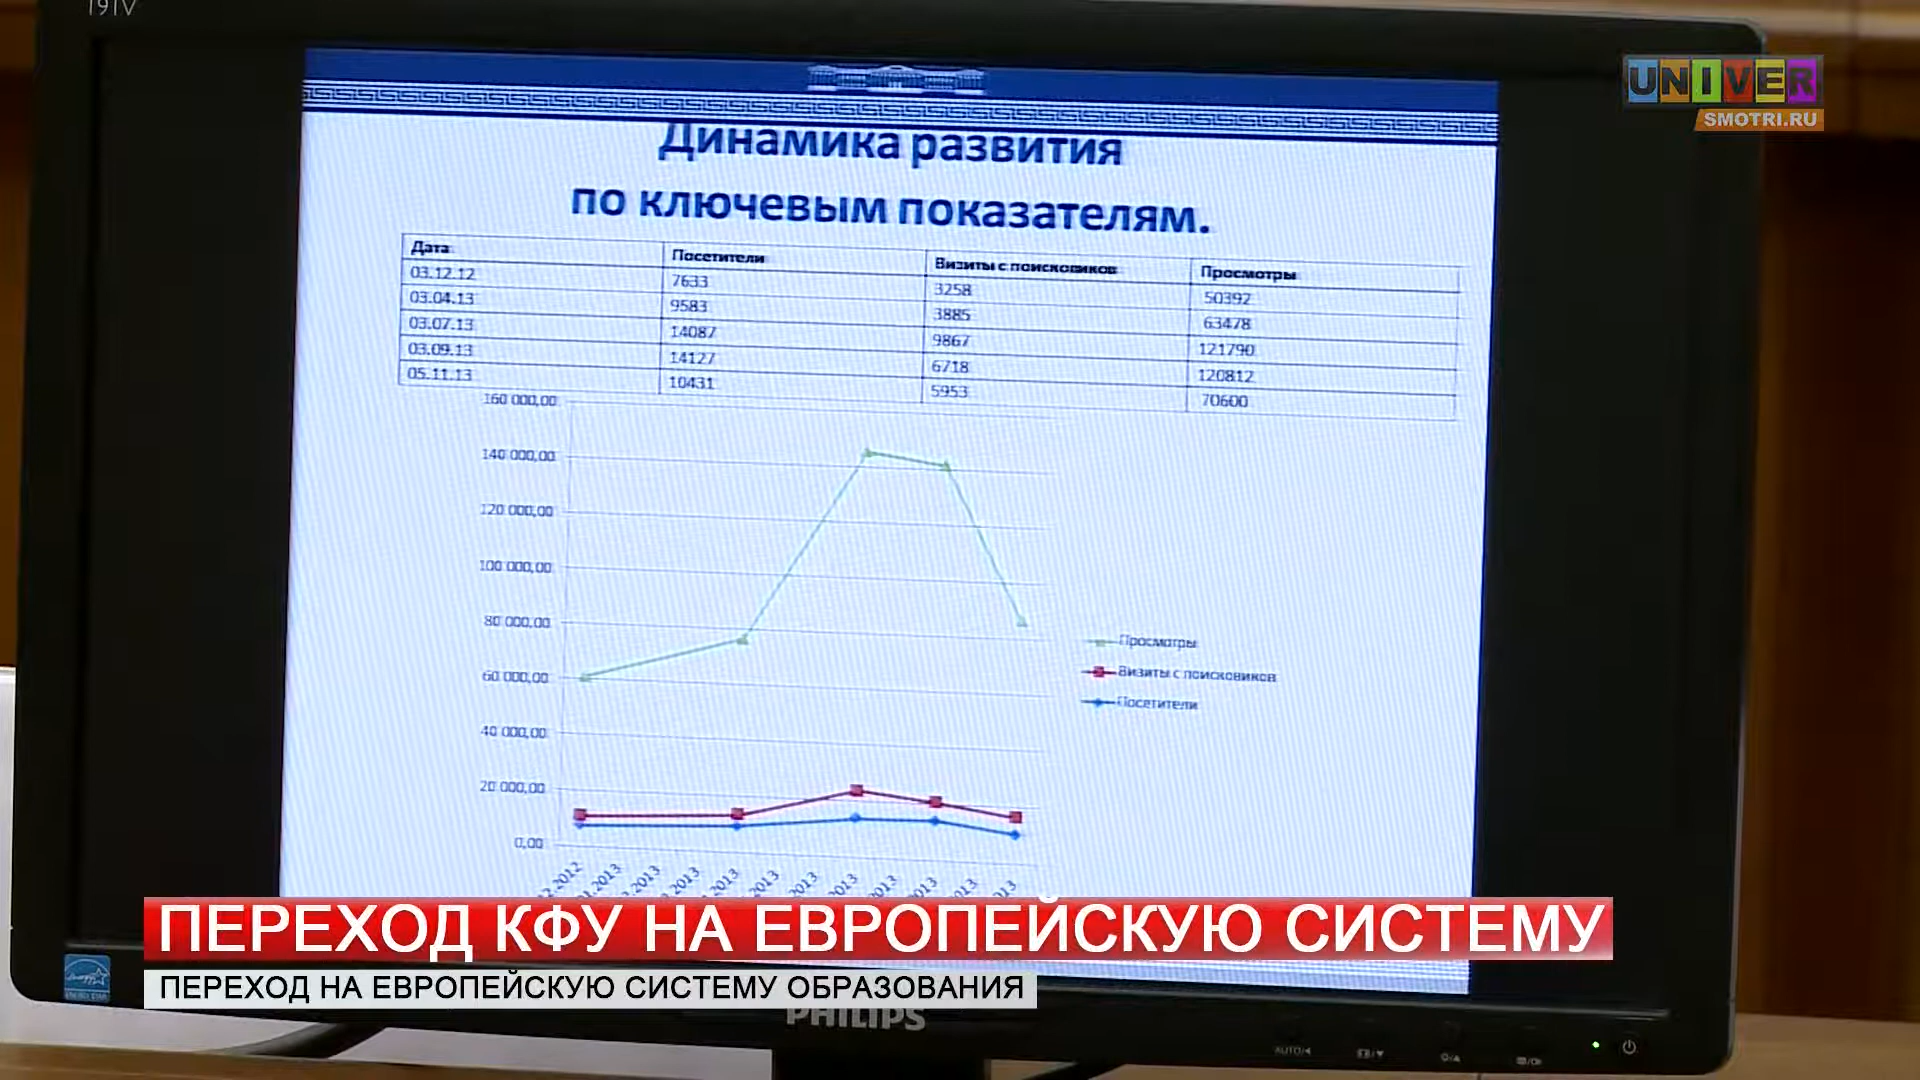 191V
UNIVER
SMOTRI.RU
Динамика развития
по ключевым показателям.
Дата Посетители Визиты с поисковиков Просмотры
03.12.12 7633 3258 50392
03.04.13 9583 3885 63478
03.07.13 14087 9867 121790
03.09.13 14127 6718 120812
05.11.13 10431 5953 70600
160 000,00
140 000,00
120 000,00
100 000,00
80 000,00
60 000,00
40 000,00
20 000,00
0,00
Просмотры
Визиты с поисковиков
Посетители
ПЕРЕХОД КФУ НА ЕВРОПЕЙСКУЮ СИСТЕМУ
ПЕРЕХОД НА ЕВРОПЕЙСКУЮ СИСТЕМУ ОБРАЗОВАНИЯ
PHILIPS
AUTO/◄